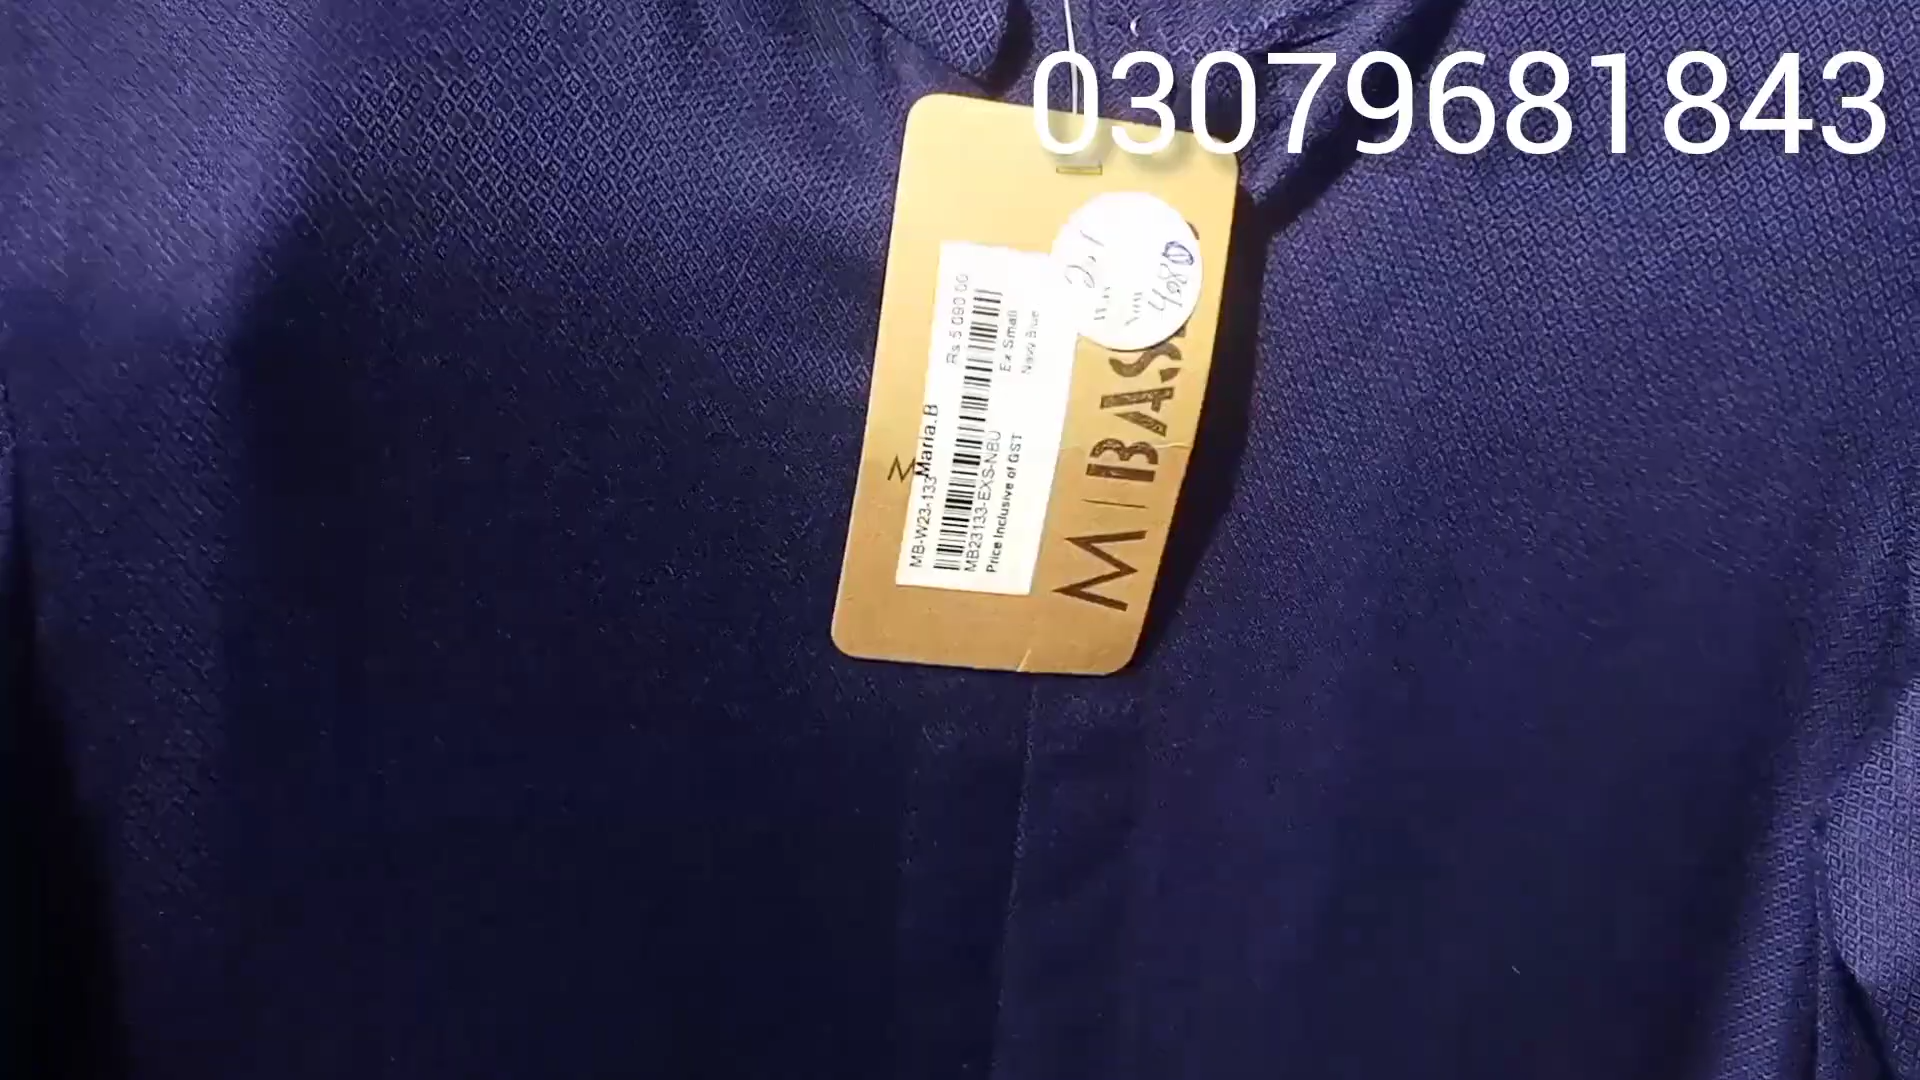 03079681843
MB-W23-133 Maria.B
Rs 5,090.00
MB23133-EXS-NBU
Ex Small
Price Inclusive of GST
Navy Blue
M|BAS